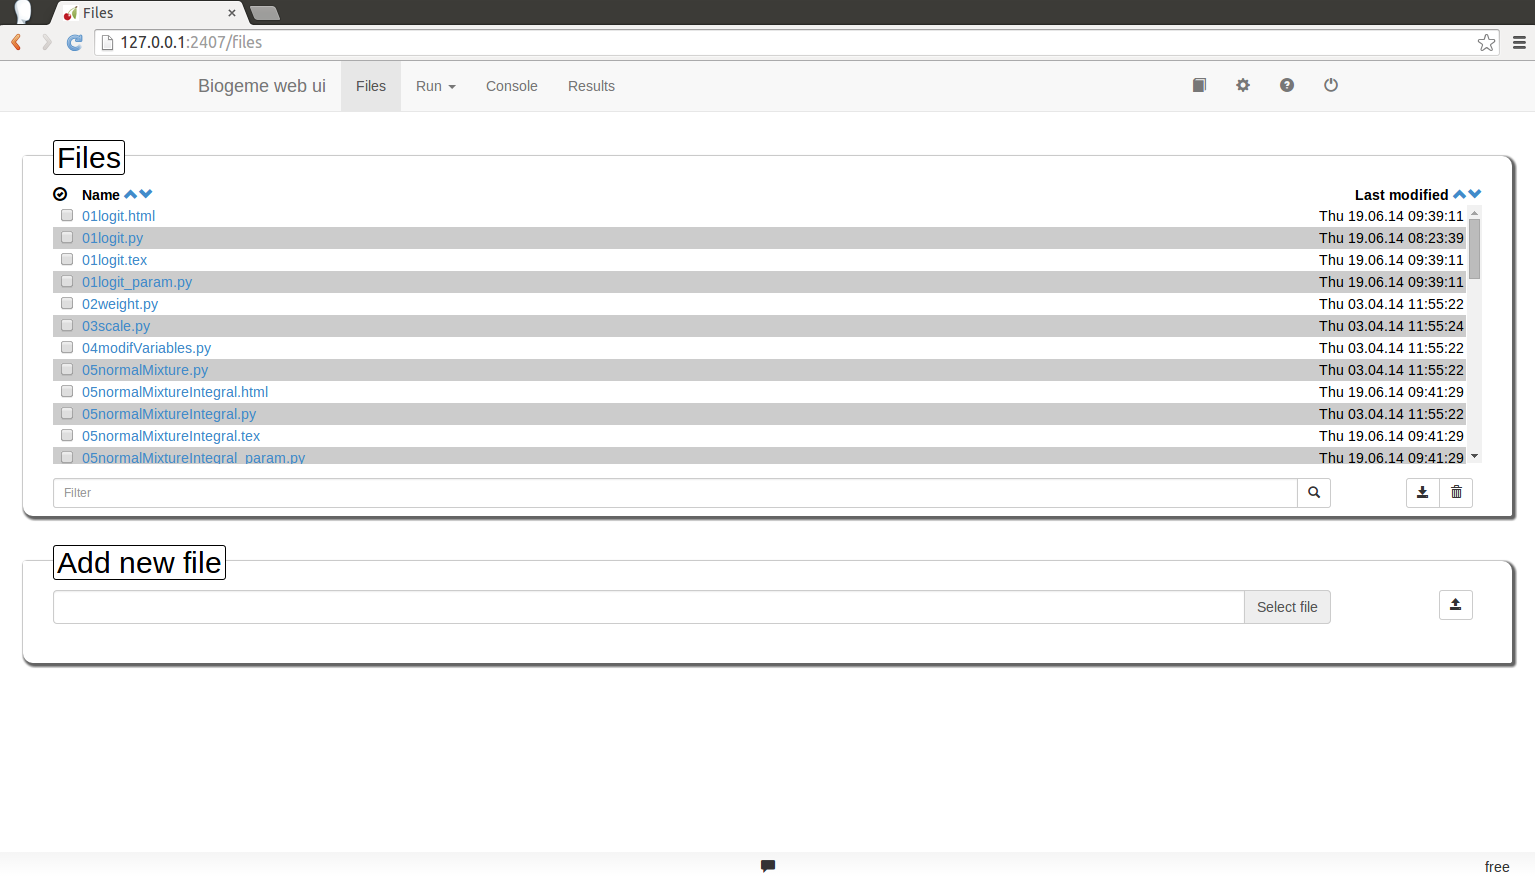 Files
127.0.0.1:2407/files
Biogeme web ui Files Run Console Results
Files
Name Last modified
01logit.html Thu 19.06.14 09:39:11
01logit.py Thu 19.06.14 08:23:39
01logit.tex Thu 19.06.14 09:39:11
01logit_param.py Thu 19.06.14 09:39:11
02weight.py Thu 03.04.14 11:55:22
03scale.py Thu 03.04.14 11:55:24
04modifVariables.py Thu 03.04.14 11:55:22
05normalMixture.py Thu 03.04.14 11:55:22
05normalMixtureIntegral.html Thu 19.06.14 09:41:29
05normalMixtureIntegral.py Thu 03.04.14 11:55:22
05normalMixtureIntegral.tex Thu 19.06.14 09:41:29
05normalMixtureIntegral_param.py Thu 19.06.14 09:41:29
Filter
Add new file
Select file
free